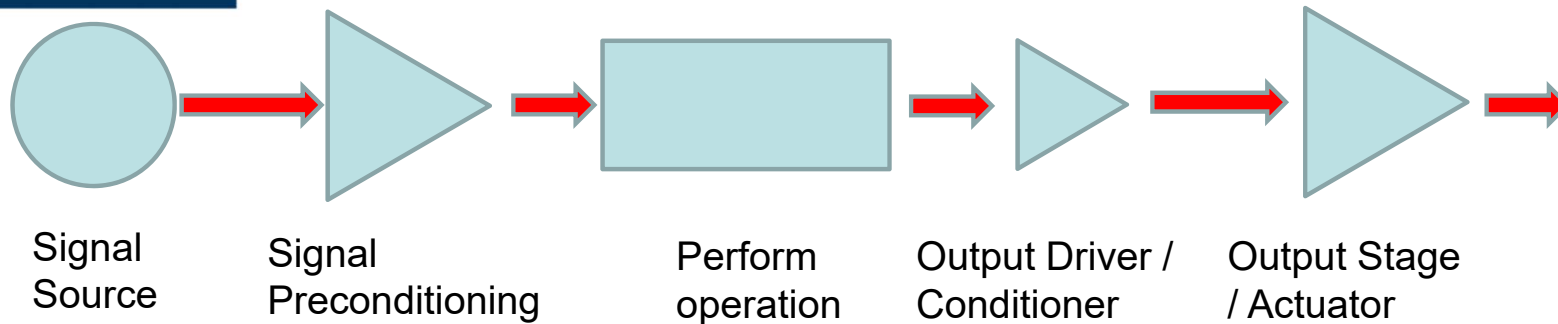 Signal
Source
Signal
Preconditioning
Perform
operation
Output Driver /
Conditioner
Output Stage
/ Actuator